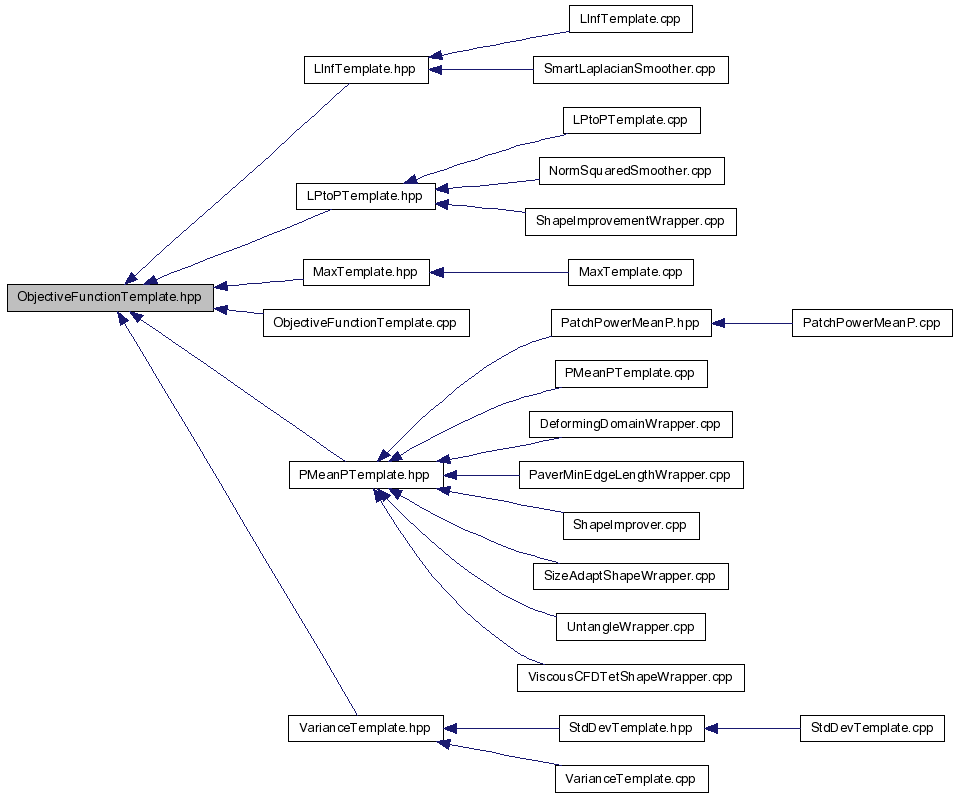 LInfTemplate.cpp
LInfTemplate.hpp
SmartLaplacianSmoother.cpp
LPtoPTemplate.cpp
NormSquaredSmoother.cpp
LPtoPTemplate.hpp
ShapeImprovementWrapper.cpp
MaxTemplate.hpp
MaxTemplate.cpp
ObjectiveFunctionTemplate.hpp
ObjectiveFunctionTemplate.cpp
PatchPowerMeanP.hpp
PatchPowerMeanP.cpp
PMeanPTemplate.cpp
DeformingDomainWrapper.cpp
PMeanPTemplate.hpp
PaverMinEdgeLengthWrapper.cpp
ShapeImprover.cpp
SizeAdaptShapeWrapper.cpp
UntangleWrapper.cpp
ViscousCFDTetShapeWrapper.cpp
VarianceTemplate.hpp
StdDevTemplate.hpp
StdDevTemplate.cpp
VarianceTemplate.cpp